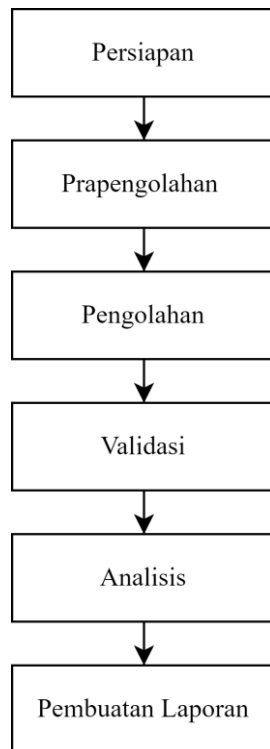 Persiapan
Prapengolahan
Pengolahan
Validasi
Analisis
Pembuatan Laporan